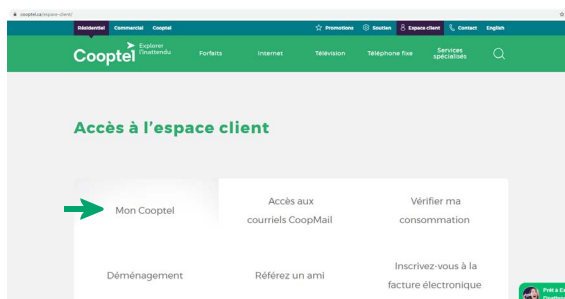 cooptel.ca/espace-client/
Résidentiel Commercial Cooptel Promotions Soutien Espace client Contact English
Cooptel Explorer l'inattendu
Forfaits Internet Télévision Téléphone fixe Services spécialisés
Accès à l'espace client
Mon Cooptel
Accès aux
courriels CoopMail
Vérifier ma
consommation
Déménagement
Référez un ami
Inscrivez-vous à la
facture électronique
Prêt à